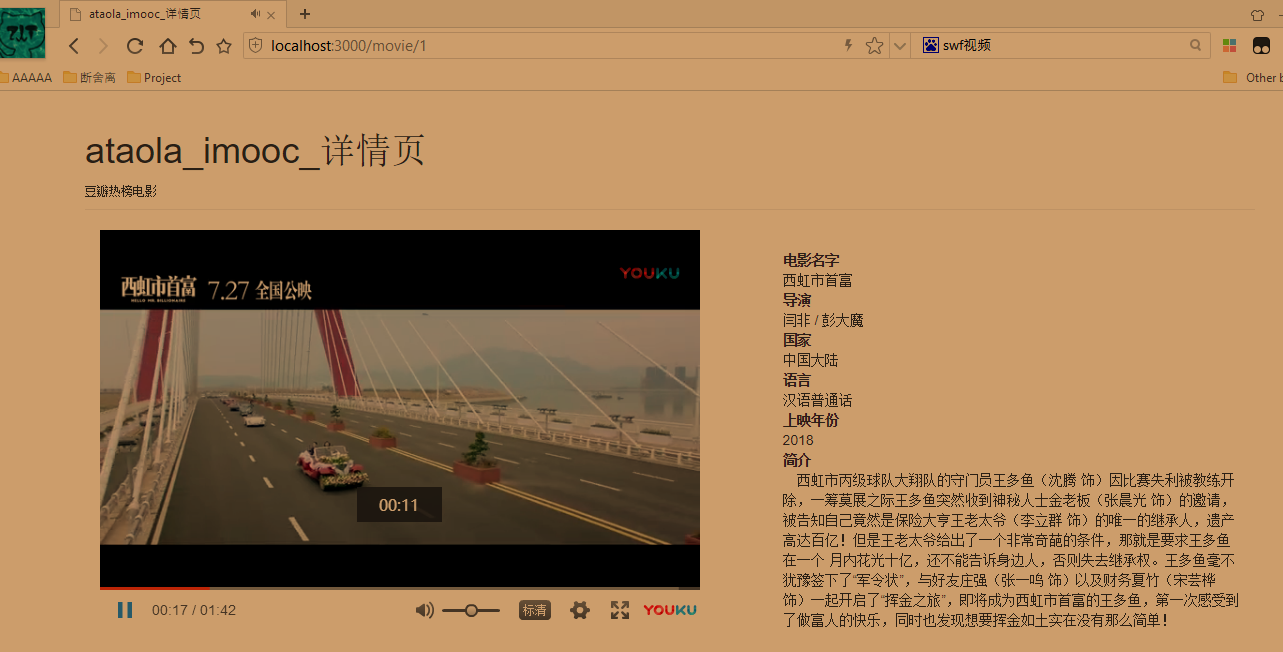 ataola_imooc_详情页
localhost:3000/movie/1
swf视频
AAAAA
断舍离
Project
Other b
ataola_imooc_详情页
豆瓣热榜电影
西虹市首富
HELLO MR. BILLIONAIRE
7.27 全国公映
YOUKU
00:11
00:17 / 01:42
标清
YOUKU
电影名字
西虹市首富
导演
闫非 / 彭大魔
国家
中国大陆
语言
汉语普通话
上映年份
2018
简介
西虹市丙级球队大翔队的守门员王多鱼（沈腾 饰）因比赛失利被教练开
除，一筹莫展之际王多鱼突然收到神秘人士金老板（张晨光 饰）的邀请，
被告知自己竟然是保险大亨王老太爷（李立群 饰）的唯一的继承人，遗产
高达百亿！但是王老太爷给出了一个非常奇葩的条件，那就是要求王多鱼
在一个 月内花光十亿，还不能告诉身边人，否则失去继承权。王多鱼毫不
犹豫签下了“军令状”，与好友庄强（张一鸣 饰）以及财务夏竹（宋芸桦
饰）一起开启了“挥金之旅”，即将成为西虹市首富的王多鱼，第一次感受到
了做富人的快乐，同时也发现想要挥金如土实在没有那么简单！